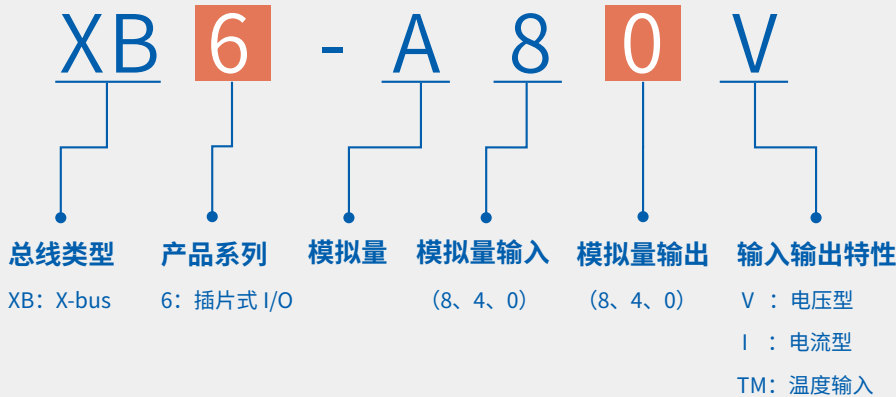 XB 6 - A 8 0 V
总线类型 产品系列 模拟量 模拟量输入 模拟量输出 输入输出特性
XB：X-bus 6：插片式 I/O （8、4、0） （8、4、0） V ：电压型
I ：电流型
TM：温度输入